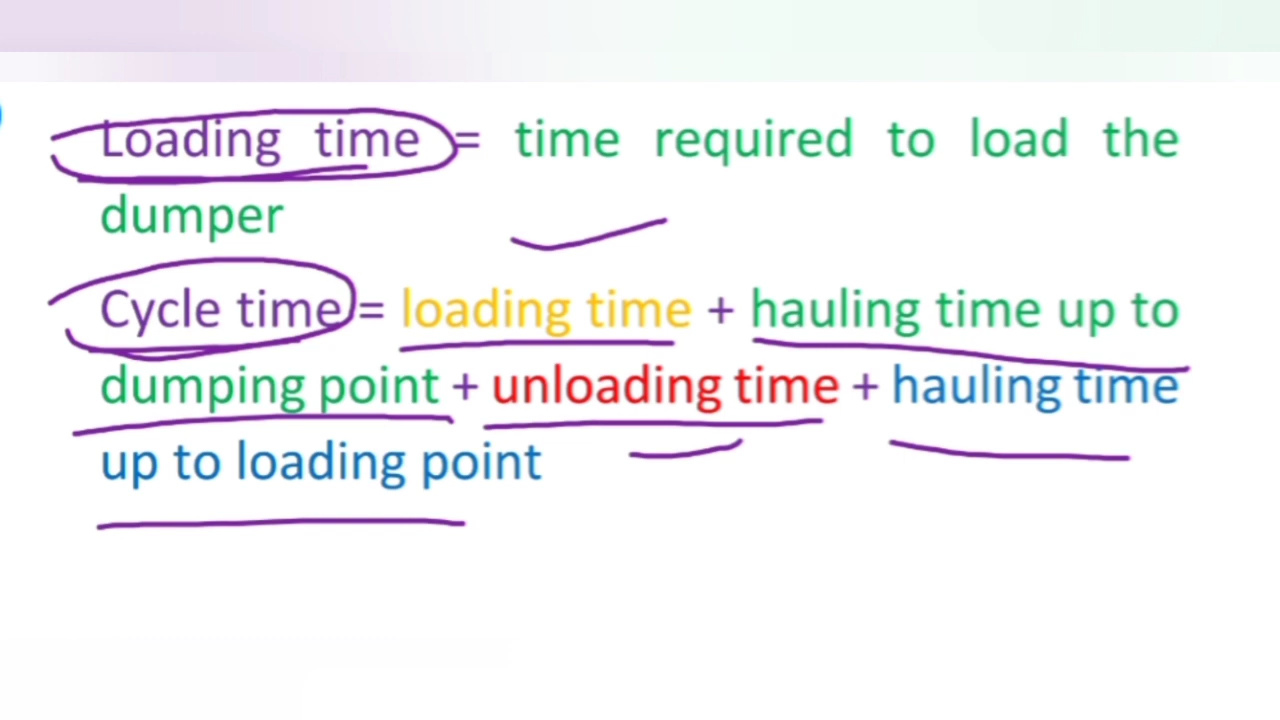 Loading time = time required to load the
dumper
Cycle time = loading time + hauling time up to
dumping point + unloading time + hauling time
up to loading point